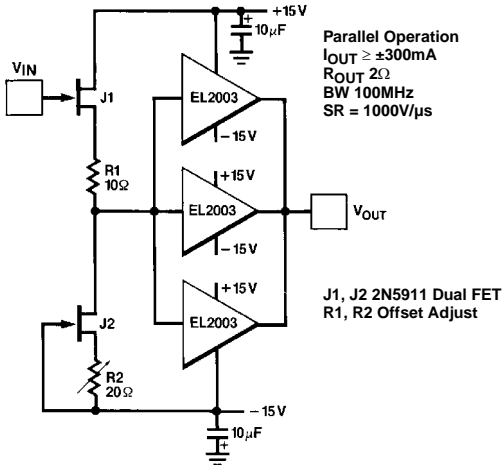 +15V
+
10µF
Parallel Operation
IOUT ≥ ±300mA
ROUT 2Ω
BW 100MHz
SR = 1000V/µs
VIN
J1
EL2003
–15V
R1
10Ω
+15V
EL2003
–15V
VOUT
+15V
EL2003
J2
J1, J2 2N5911 Dual FET
R1, R2 Offset Adjust
R2
20Ω
–15V
10µF
+